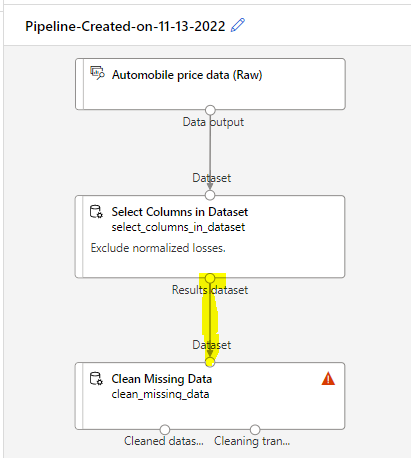 Pipeline-Created-on-11-13-2022
Automobile price data (Raw)
Data output
Dataset
Select Columns in Dataset
select_columns_in_dataset
Exclude normalized losses.
Results dataset
Dataset
Clean Missing Data
clean_missing_data
Cleaned datas... Cleaning tran...